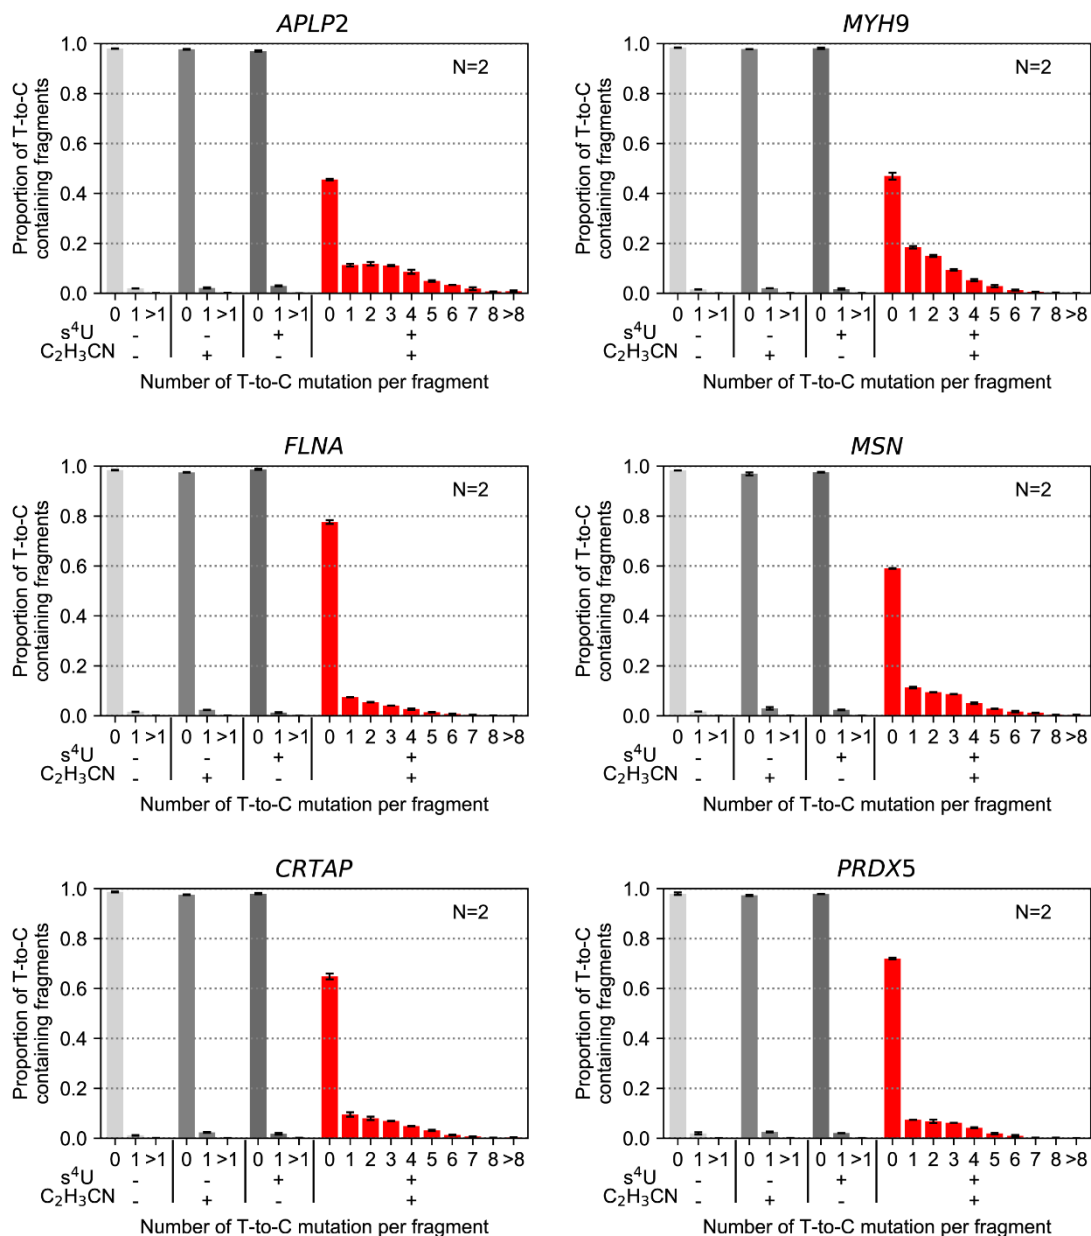 APLP2
Proportion of T-to-C
containing fragments
1.0
0.8
0.6
0.4
0.2
0.0
N=2
0 1 >1 0 1 >1 0 1 >1 0 1 2 3 4 5 6 7 8 >8
s⁴U - - + +
C₂H₃CN - + - +
Number of T-to-C mutation per fragment
MYH9
Proportion of T-to-C
containing fragments
1.0
0.8
0.6
0.4
0.2
0.0
N=2
0 1 >1 0 1 >1 0 1 >1 0 1 2 3 4 5 6 7 8 >8
s⁴U - - + +
C₂H₃CN - + - +
Number of T-to-C mutation per fragment
FLNA
Proportion of T-to-C
containing fragments
1.0
0.8
0.6
0.4
0.2
0.0
N=2
0 1 >1 0 1 >1 0 1 >1 0 1 2 3 4 5 6 7 8 >8
s⁴U - - + +
C₂H₃CN - + - +
Number of T-to-C mutation per fragment
MSN
Proportion of T-to-C
containing fragments
1.0
0.8
0.6
0.4
0.2
0.0
N=2
0 1 >1 0 1 >1 0 1 >1 0 1 2 3 4 5 6 7 8 >8
s⁴U - - + +
C₂H₃CN - + - +
Number of T-to-C mutation per fragment
CRTAP
Proportion of T-to-C
containing fragments
1.0
0.8
0.6
0.4
0.2
0.0
N=2
0 1 >1 0 1 >1 0 1 >1 0 1 2 3 4 5 6 7 8 >8
s⁴U - - + +
C₂H₃CN - + - +
Number of T-to-C mutation per fragment
PRDX5
Proportion of T-to-C
containing fragments
1.0
0.8
0.6
0.4
0.2
0.0
N=2
0 1 >1 0 1 >1 0 1 >1 0 1 2 3 4 5 6 7 8 >8
s⁴U - - + +
C₂H₃CN - + - +
Number of T-to-C mutation per fragment